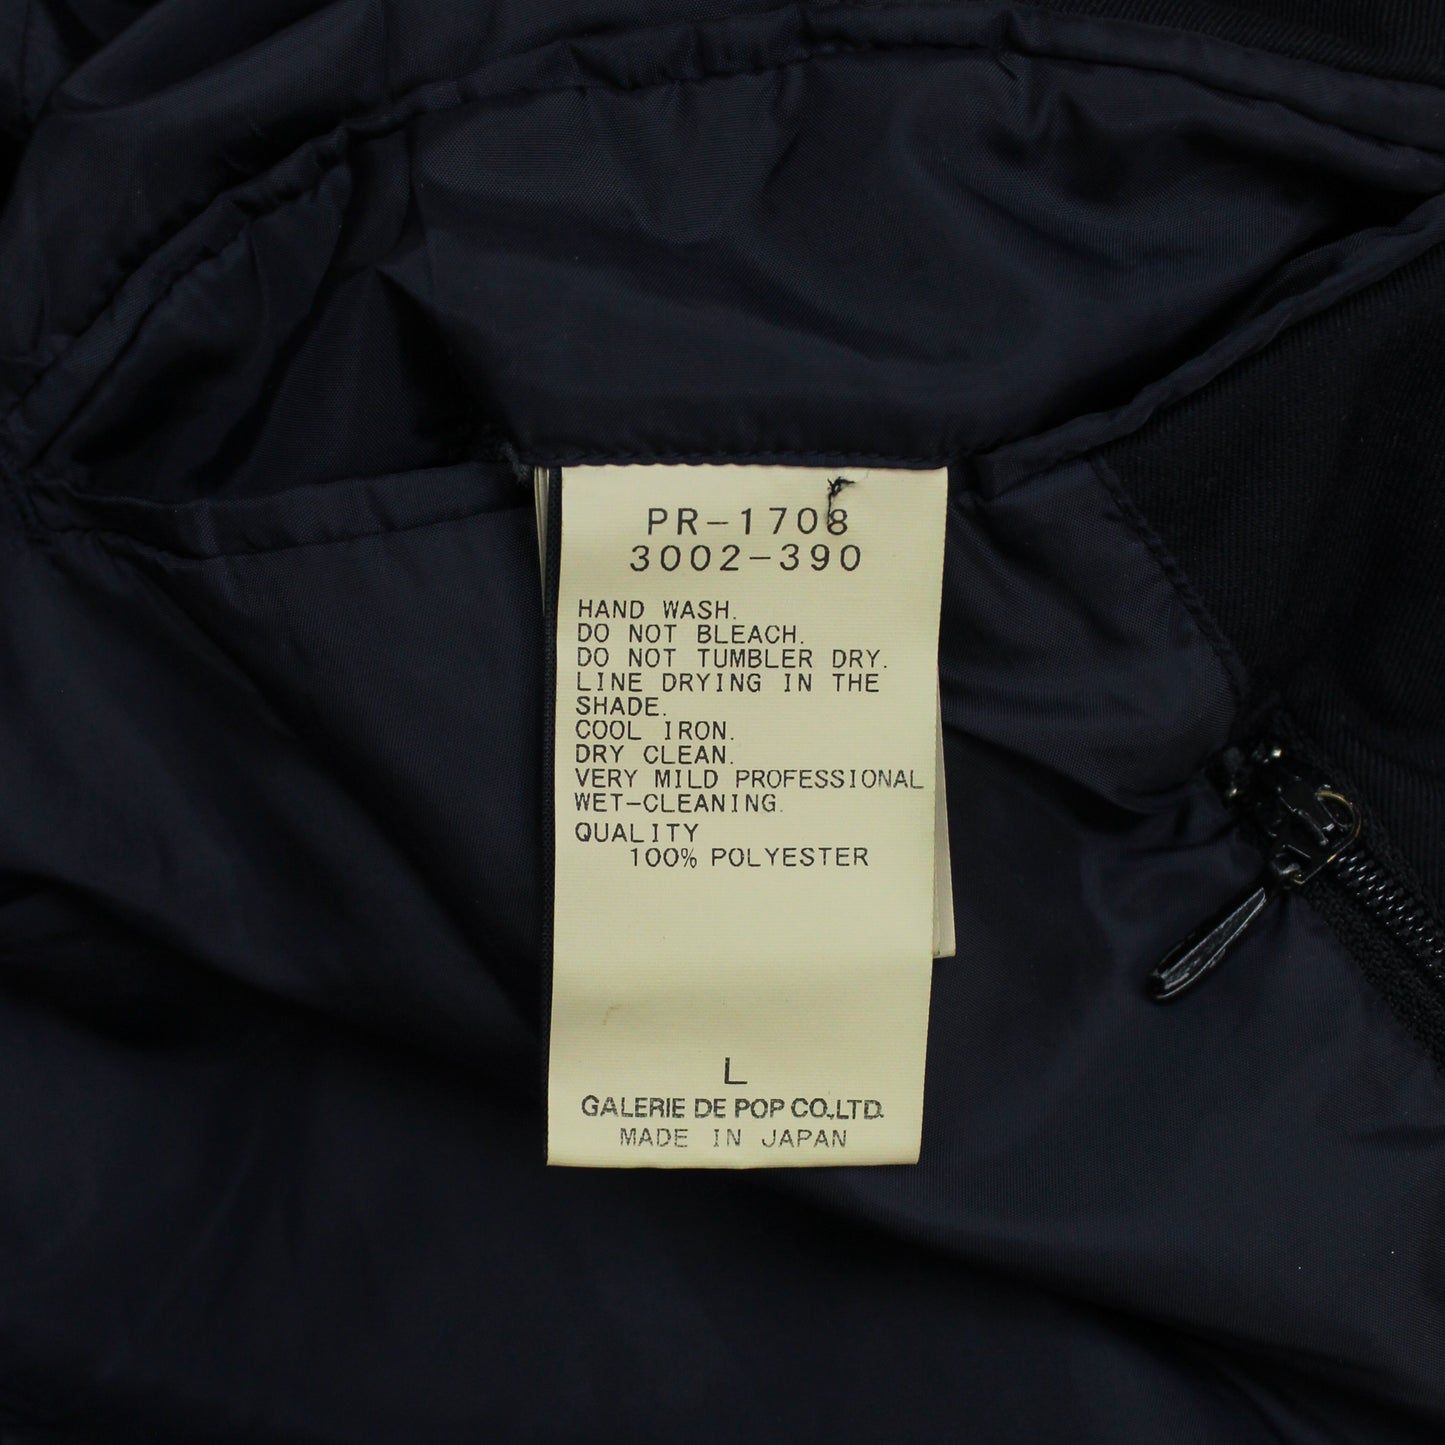 PR-1708
3002-390
HAND WASH.
DO NOT BLEACH.
DO NOT TUMBLER DRY.
LINE DRYING IN THE
SHADE.
COOL IRON.
DRY CLEAN.
VERY MILD PROFESSIONAL
WET-CLEANING.
QUALITY
100% POLYESTER
L
GALERIE DE POP CO.,LTD.
MADE IN JAPAN